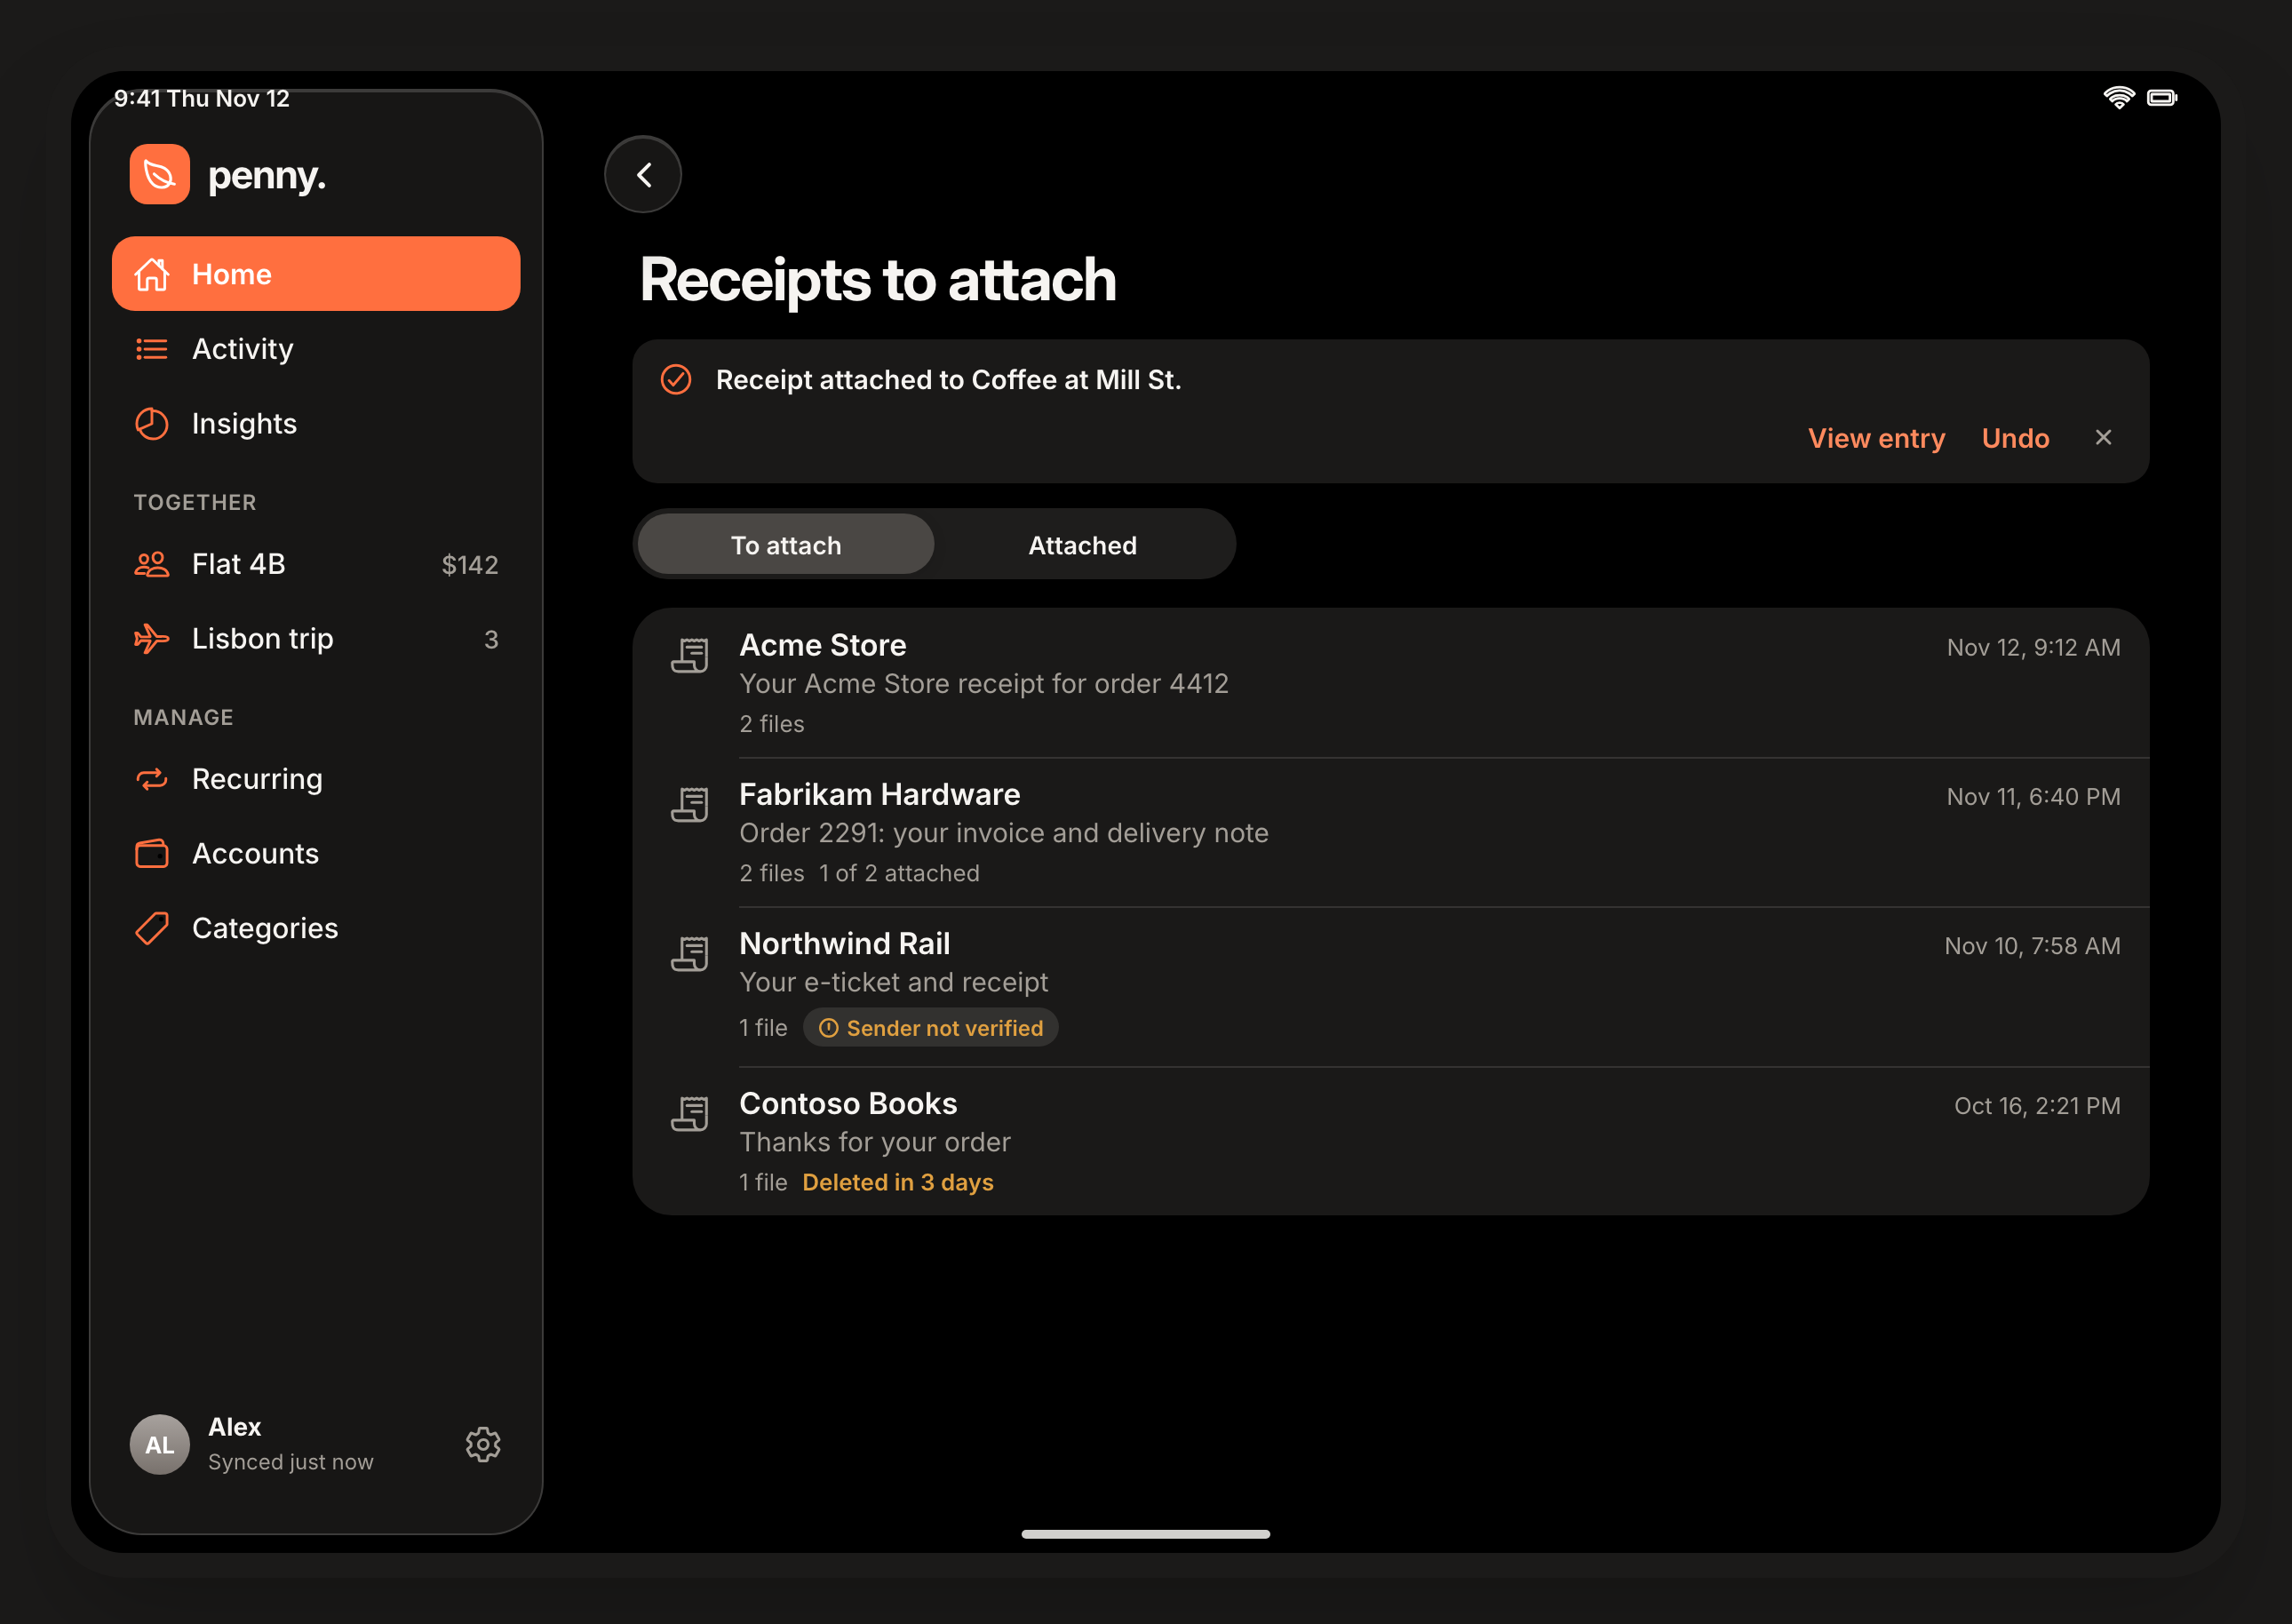 9:41 Thu Nov 12
penny.
Home
Activity
Insights
TOGETHER
Flat 4B $142
Lisbon trip 3
MANAGE
Recurring
Accounts
Categories
AL
Alex
Synced just now
Receipts to attach
Receipt attached to Coffee at Mill St.
View entry Undo
To attach Attached
Acme Store Nov 12, 9:12 AM
Your Acme Store receipt for order 4412
2 files
Fabrikam Hardware Nov 11, 6:40 PM
Order 2291: your invoice and delivery note
2 files 1 of 2 attached
Northwind Rail Nov 10, 7:58 AM
Your e-ticket and receipt
1 file Sender not verified
Contoso Books Oct 16, 2:21 PM
Thanks for your order
1 file Deleted in 3 days